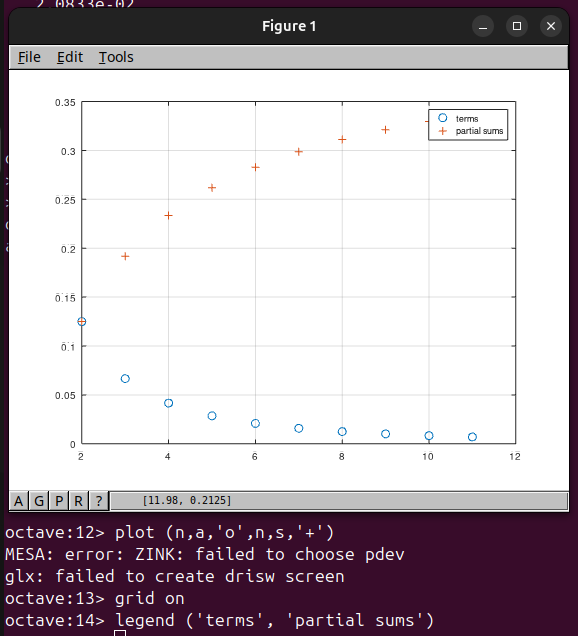 2.0833e-02
Figure 1
File Edit Tools
0.35
0.3
0.25
0.2
0.15
0.1
0.05
0
2 4 6 8 10 12
terms
partial sums
A G P R ? [11.98, 0.2125]
octave:12> plot (n,a,'o',n,s,'+')
MESA: error: ZINK: failed to choose pdev
glx: failed to create drisw screen
octave:13> grid on
octave:14> legend ('terms', 'partial sums')